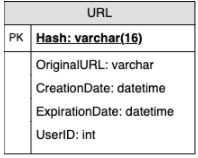 URL
PK Hash: varchar(16)
OriginalURL: varchar
CreationDate: datetime
ExpirationDate: datetime
UserID: int